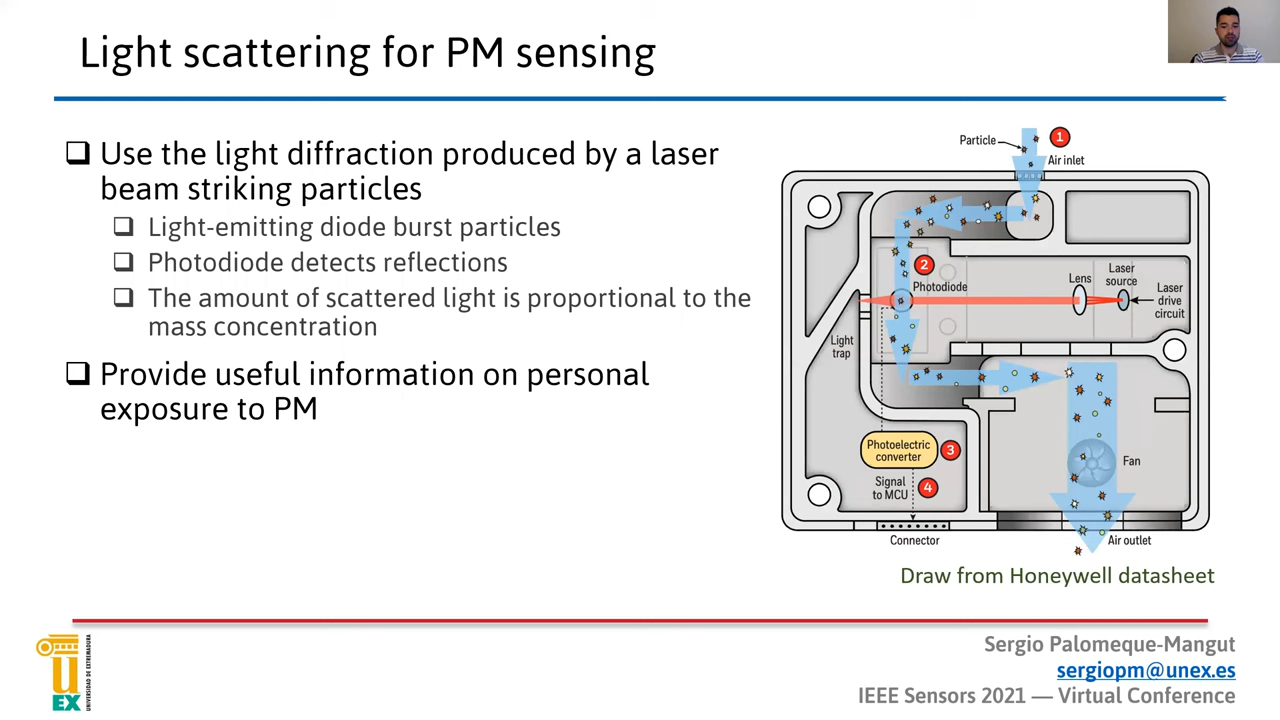 Light scattering for PM sensing
Use the light diffraction produced by a laser
beam striking particles
Light-emitting diode burst particles
Photodiode detects reflections
The amount of scattered light is proportional to the
mass concentration
Provide useful information on personal
exposure to PM
Particle
1
Air inlet
2
Photodiode
Lens
Laser
source
Laser
drive
circuit
Light
trap
Photoelectric
converter
3
Signal
to MCU
4
Fan
Connector
Air outlet
Draw from Honeywell datasheet
UEX
UNIVERSIDAD DE EXTREMADURA
Sergio Palomeque-Mangut
sergiopm@unex.es
IEEE Sensors 2021 — Virtual Conference